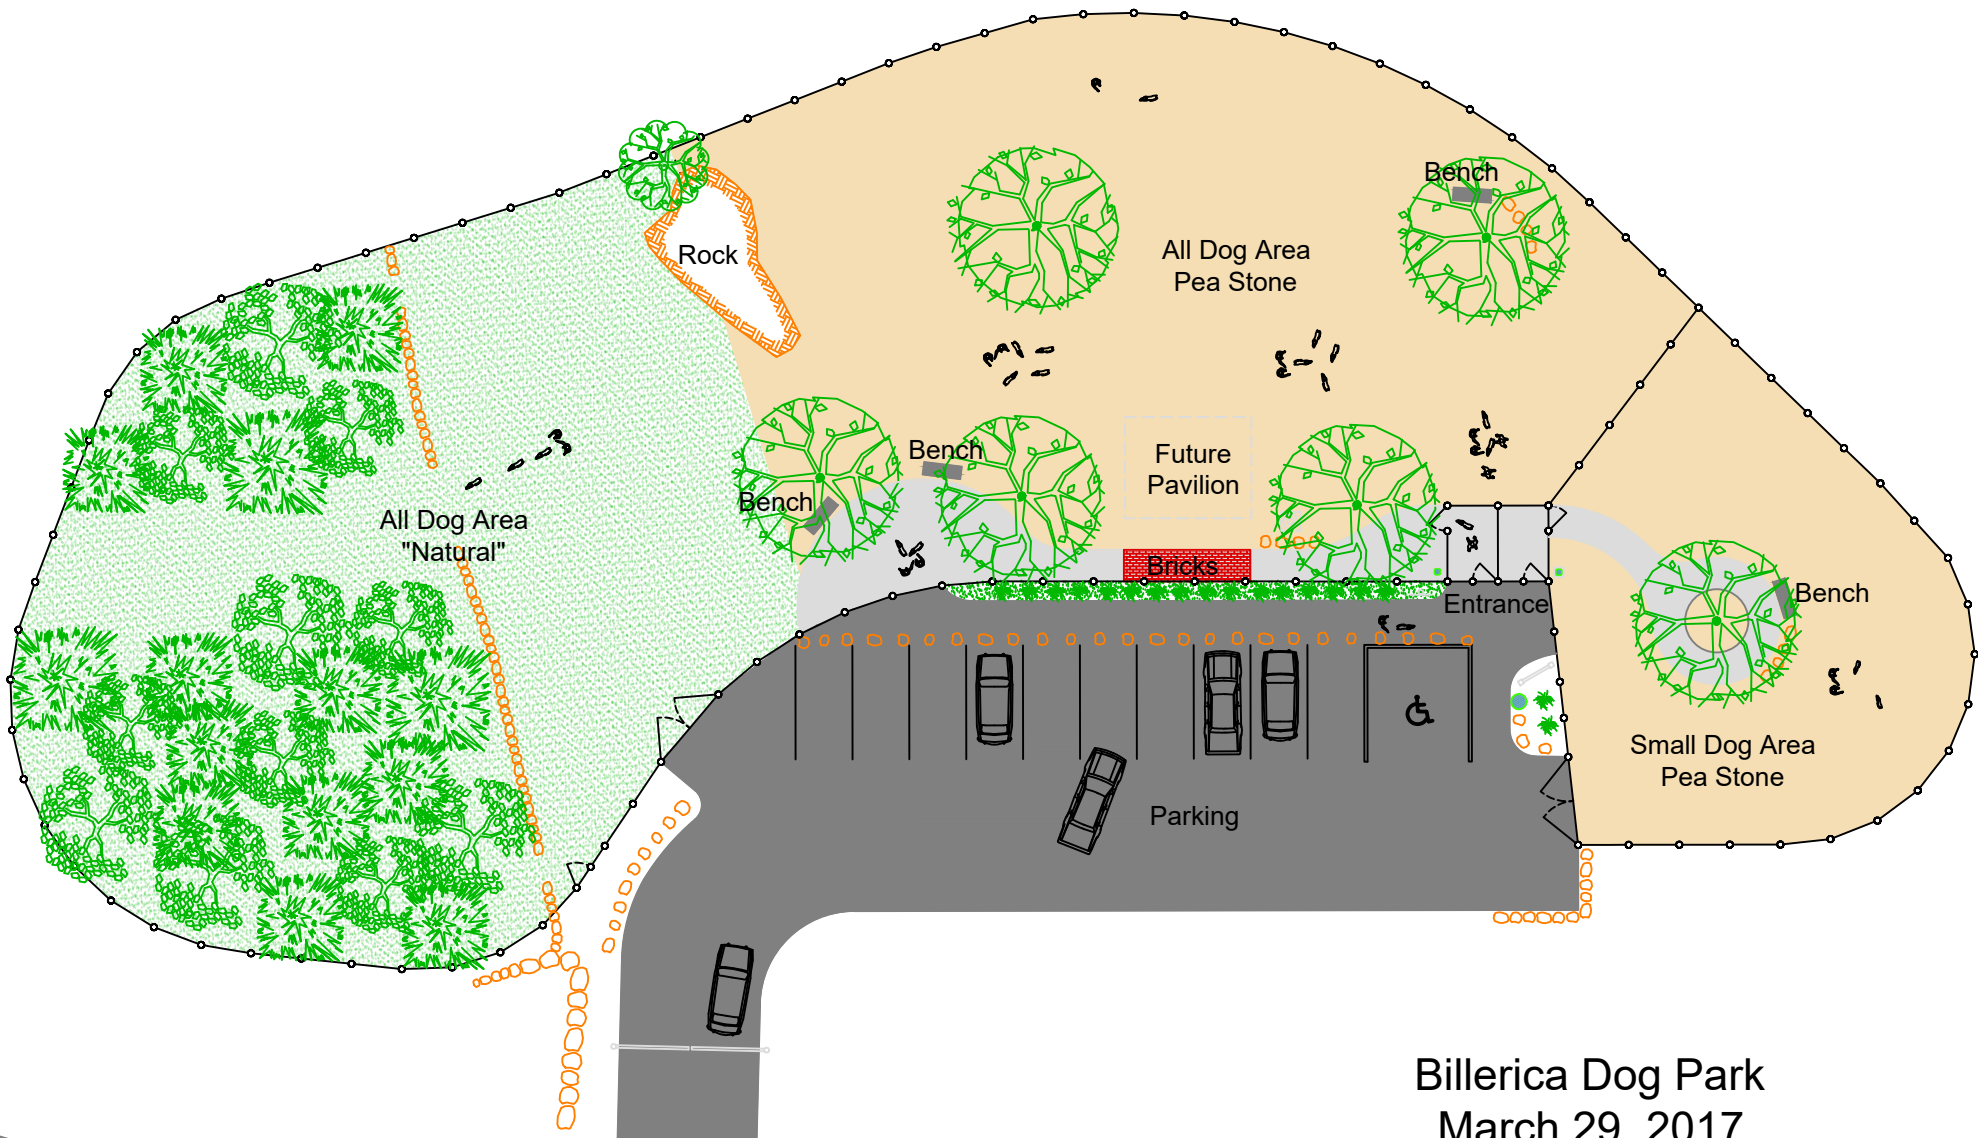 Bench
Rock
All Dog Area
Pea Stone
Bench
Future
Pavilion
Bench
All Dog Area
"Natural"
Bricks
Entrance
Bench
Small Dog Area
Pea Stone
Parking
Billerica Dog Park
March 29, 2017